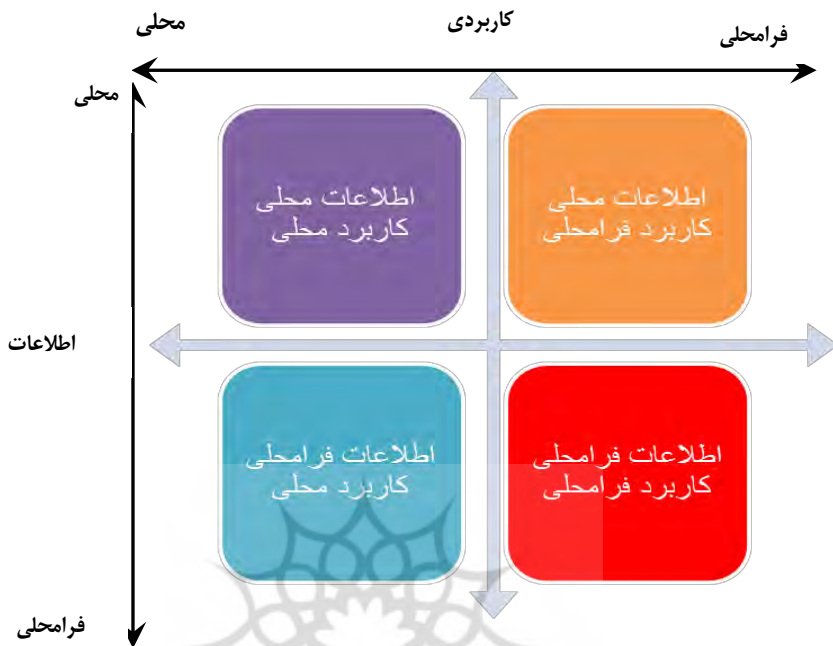 محلی
کاربردی
فرامحلی
محلی
اطلاعات محلی
کاربرد فرامحلی
اطلاعات محلی
کاربرد محلی
اطلاعات
اطلاعات فرامحلی
کاربرد فرامحلی
اطلاعات فرامحلی
کاربرد محلی
فرامحلی